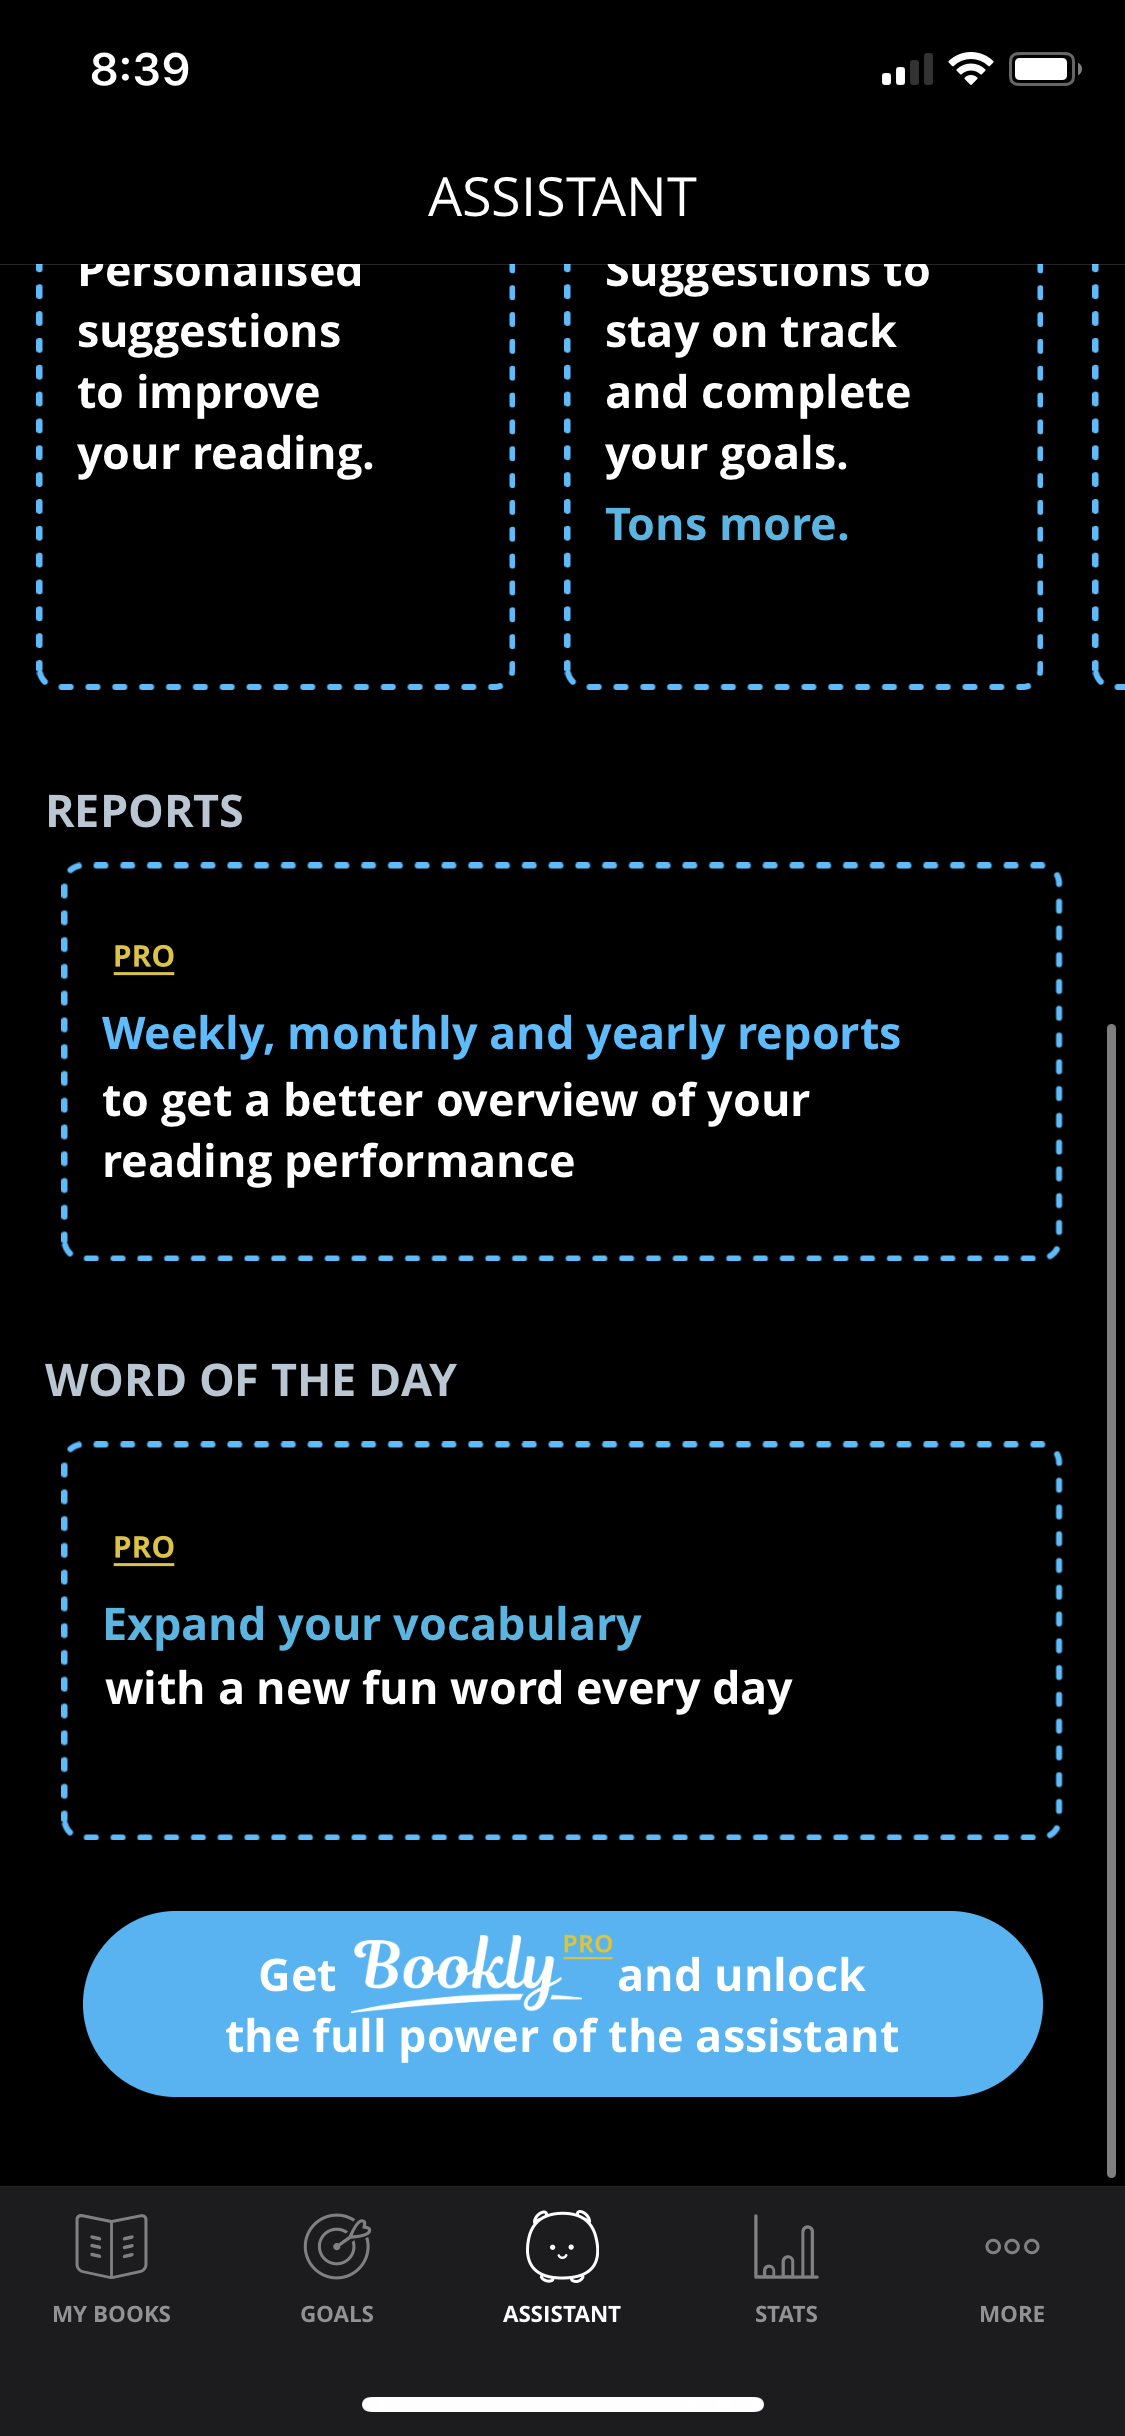 8:39
ASSISTANT
Personalised
suggestions
to improve
your reading.
Suggestions to
stay on track
and complete
your goals.
Tons more.
REPORTS
PRO
Weekly, monthly and yearly reports
to get a better overview of your
reading performance
WORD OF THE DAY
PRO
Expand your vocabulary
with a new fun word every day
Get Bookly PRO and unlock
the full power of the assistant
MY BOOKS
GOALS
ASSISTANT
STATS
MORE